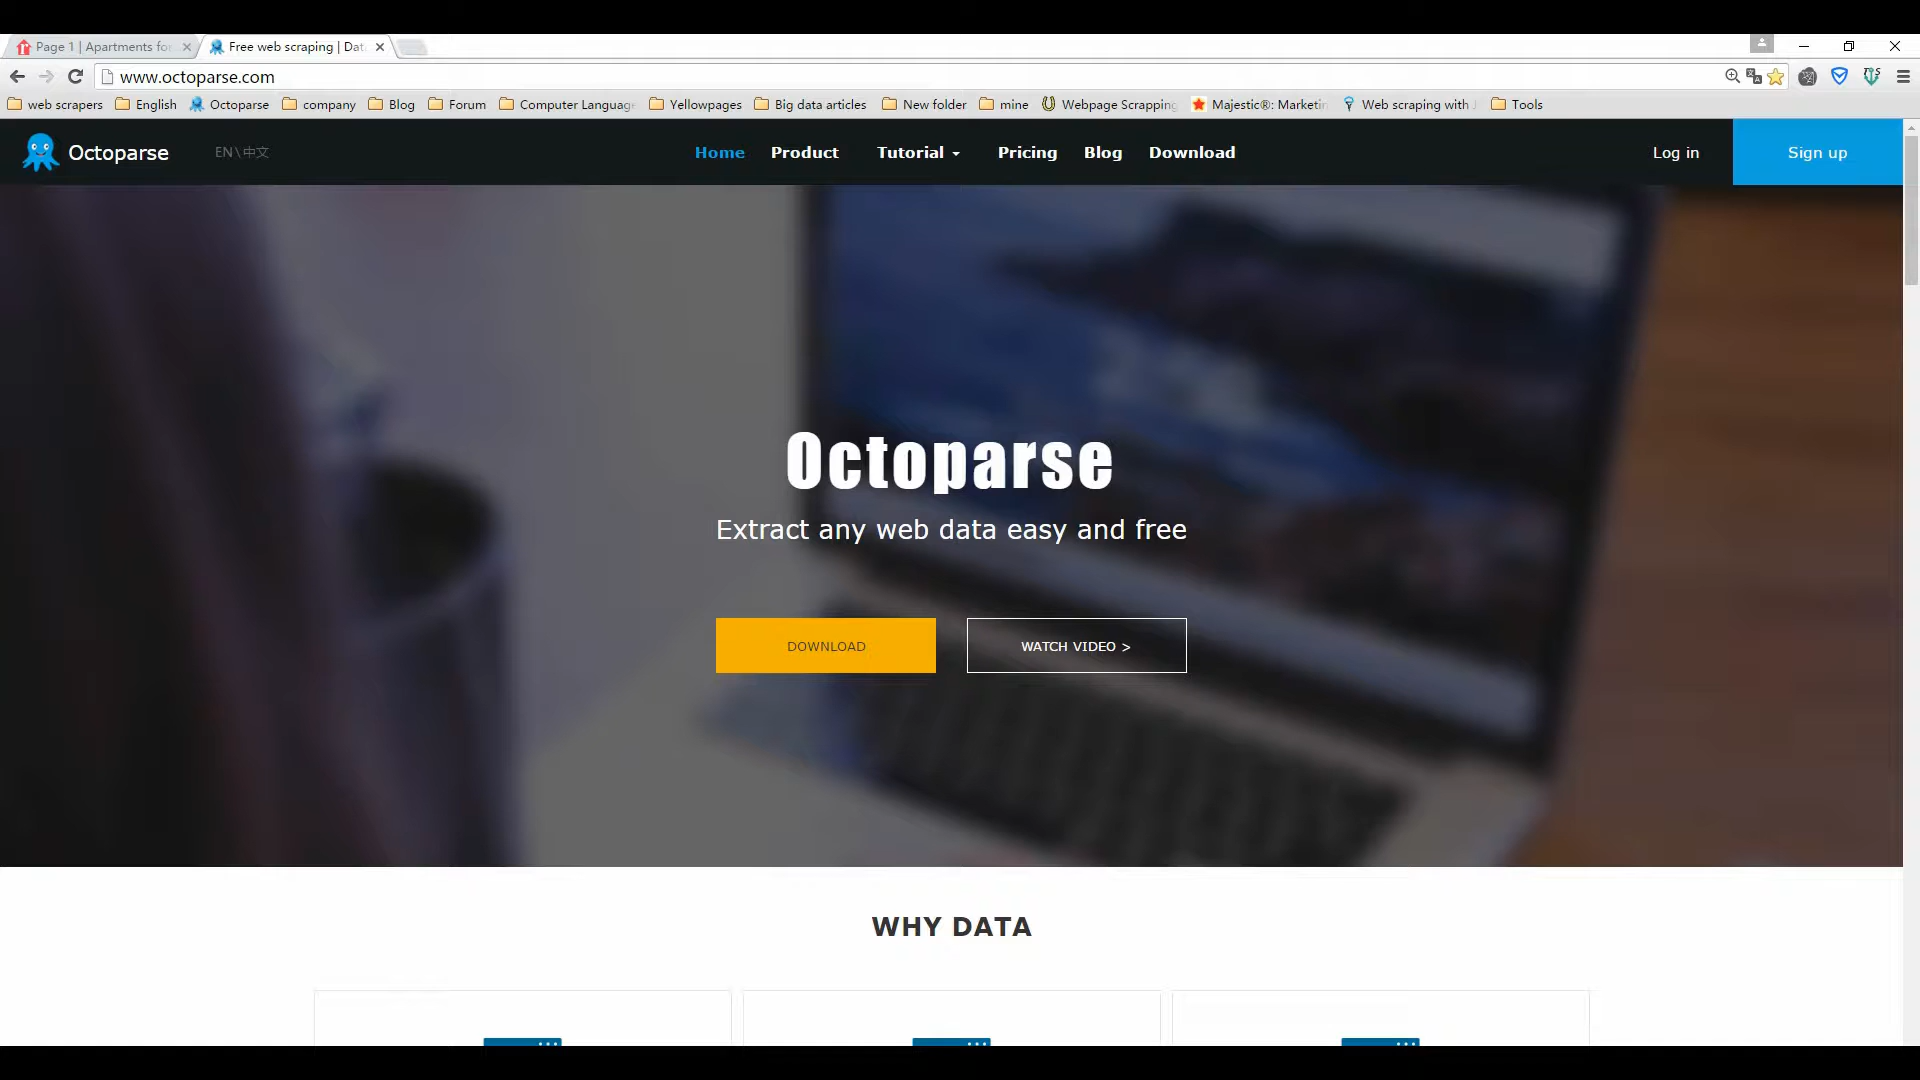 Page 1 | Apartments for
Free web scraping | Dat
www.octoparse.com
web scrapers English Octoparse company Blog Forum Computer Language Yellowpages Big data articles New folder mine Webpage Scrapping Majestic®: Marketin Web scraping with J Tools
Octoparse EN\中文 Home Product Tutorial Pricing Blog Download Log in Sign up
Octoparse
Extract any web data easy and free
DOWNLOAD WATCH VIDEO >
WHY DATA